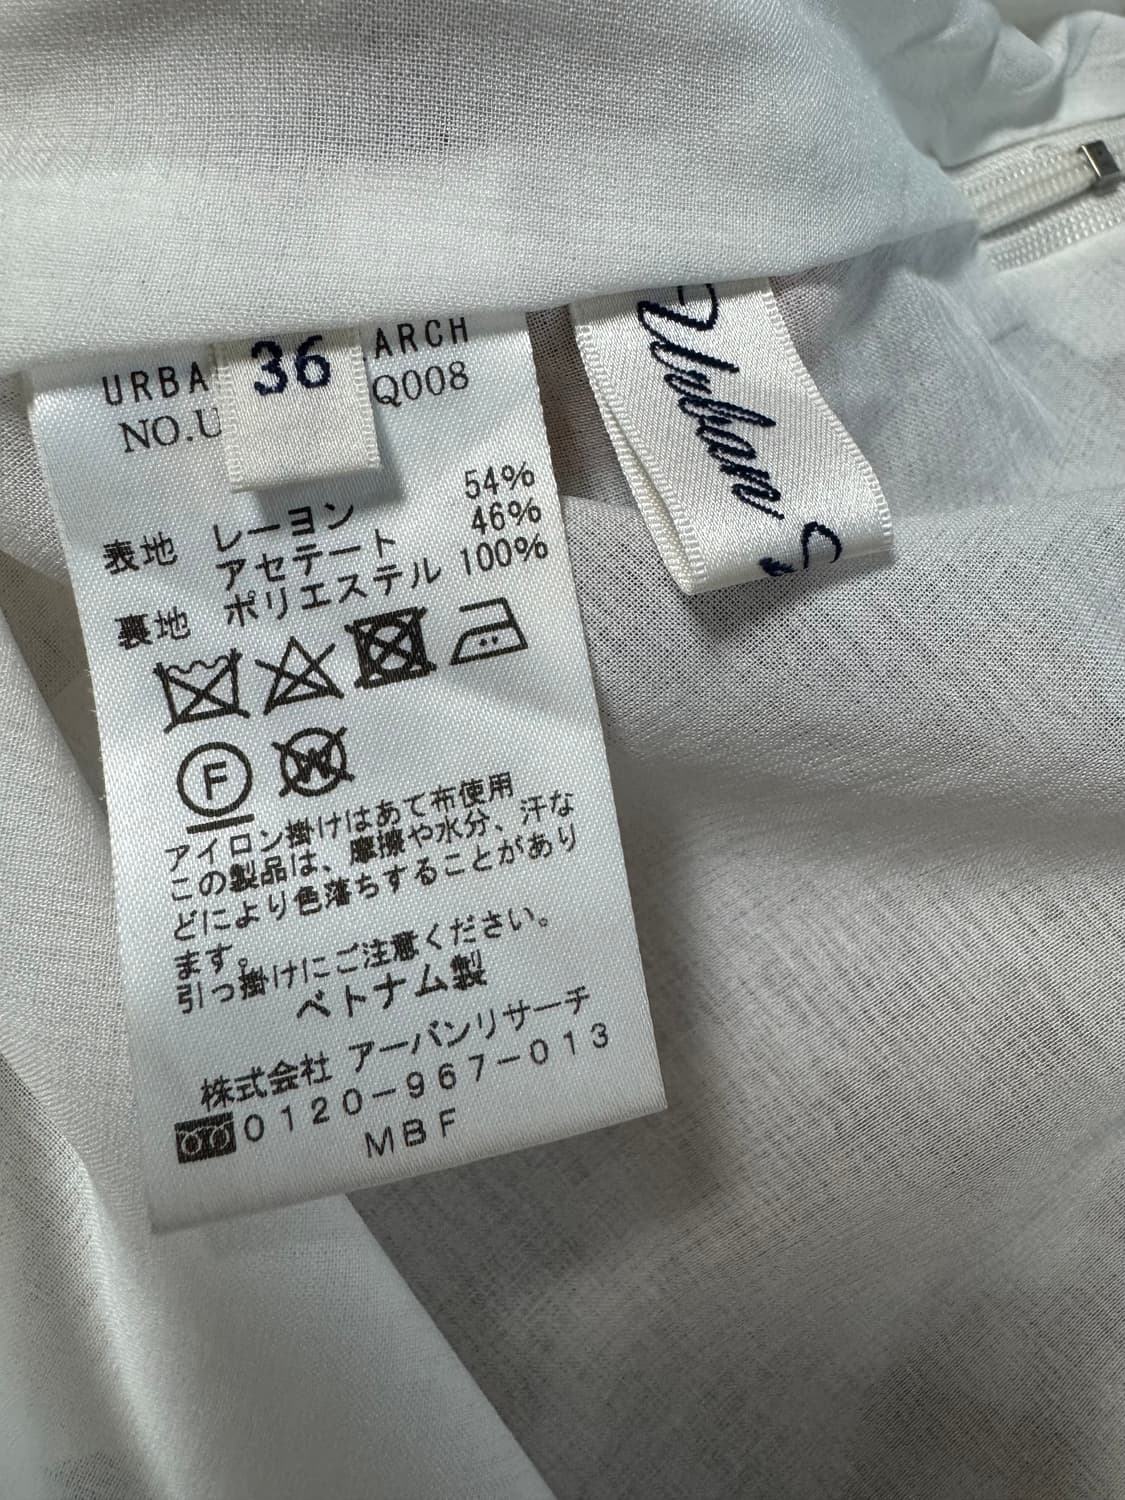 36
URBA ARCH
NO.U Q008
表地 レーヨン 54%
アセテート 46%
裏地 ポリエステル 100%
F
W
アイロン掛けはあて布使用
この製品は、摩擦や水分、汗な
どにより色落ちすることがあり
ます。
引っ掛けにご注意ください。
ベトナム製
株式会社 アーバンリサーチ
0120-967-013
MBF
Urban